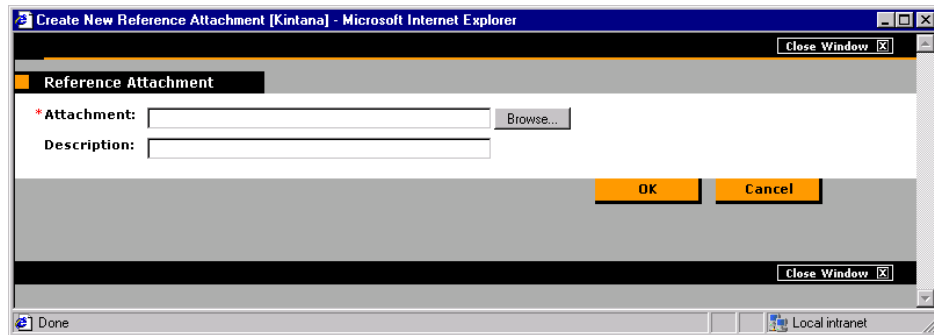 Create New Reference Attachment [Kintana] - Microsoft Internet Explorer
Close Window X
Reference Attachment
*Attachment: Browse...
Description:
OK Cancel
Close Window X
Done Local intranet